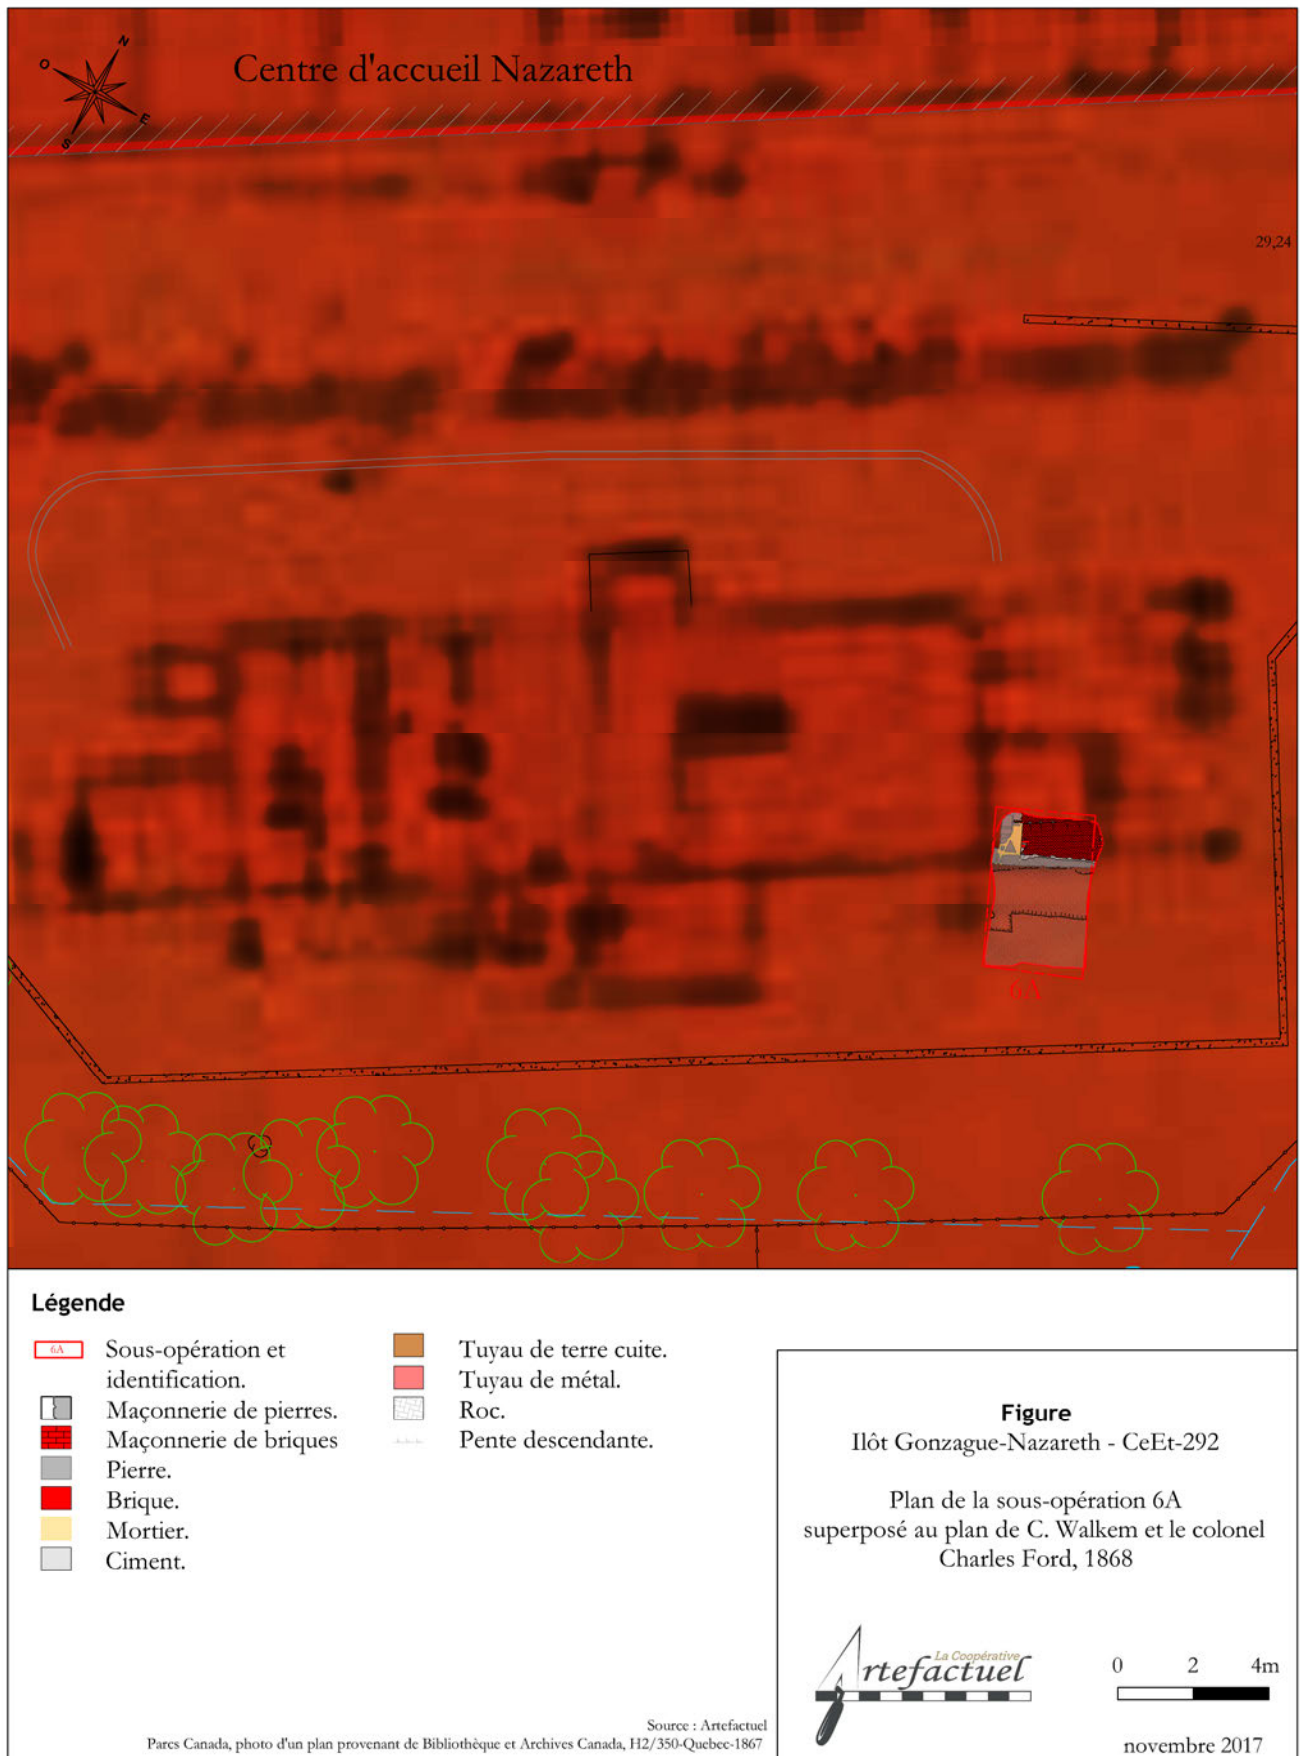 N
O
E
S
Centre d'accueil Nazareth
29,24
6A
Légende
6A
Sous-opération et
identification.
Maçonnerie de pierres.
Maçonnerie de briques
Pierre.
Brique.
Mortier.
Ciment.
Tuyau de terre cuite.
Tuyau de métal.
Roc.
Pente descendante.
Figure
Ilôt Gonzague-Nazareth - CeEt-292
Plan de la sous-opération 6A
superposé au plan de C. Walkem et le colonel
Charles Ford, 1868
La Coopérative
Artefactuel
0 2 4m
novembre 2017
Source : Artefactuel
Parcs Canada, photo d'un plan provenant de Bibliothèque et Archives Canada, H2/350-Quebec-1867